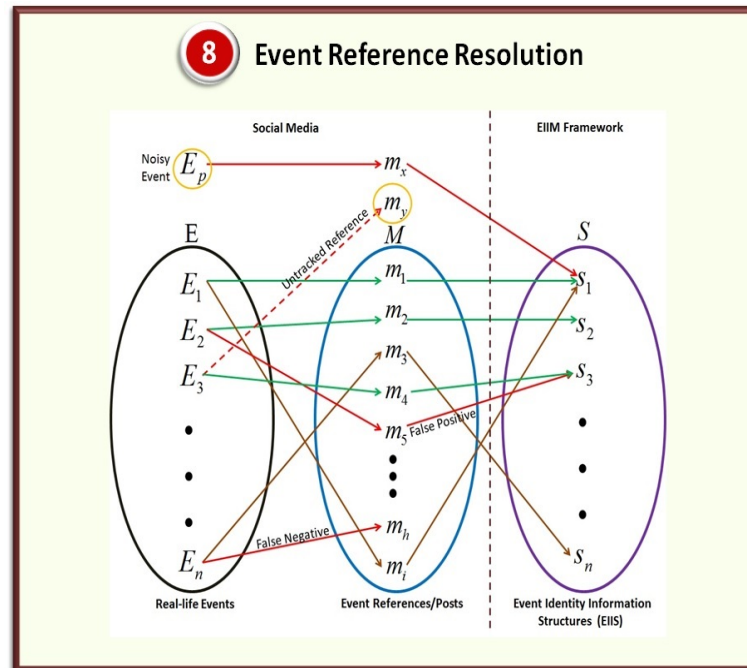 8 Event Reference Resolution
Social Media
EIIM Framework
Noisy
Event
E_p
m_x
m_y
Untracked Reference
E
M
S
E_1
m_1
s_1
E_2
m_2
s_2
m_3
E_3
m_4
s_3
m_5
False Positive
False Negative
m_h
E_n
m_i
s_n
Real-life Events
Event References/Posts
Event Identity Information
Structures (EIIS)